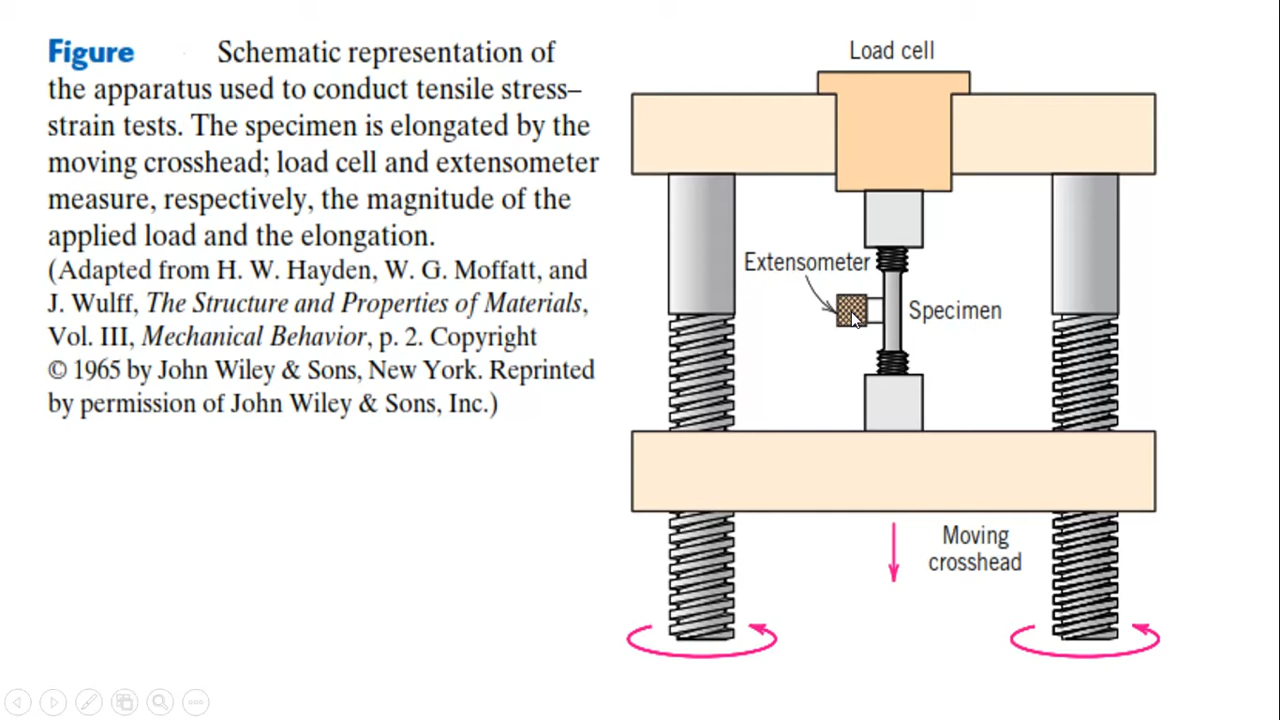 Figure Schematic representation of
the apparatus used to conduct tensile stress–
strain tests. The specimen is elongated by the
moving crosshead; load cell and extensometer
measure, respectively, the magnitude of the
applied load and the elongation.
(Adapted from H. W. Hayden, W. G. Moffatt, and
J. Wulff, The Structure and Properties of Materials,
Vol. III, Mechanical Behavior, p. 2. Copyright
© 1965 by John Wiley & Sons, New York. Reprinted
by permission of John Wiley & Sons, Inc.)
Load cell
Extensometer
Specimen
Moving
crosshead